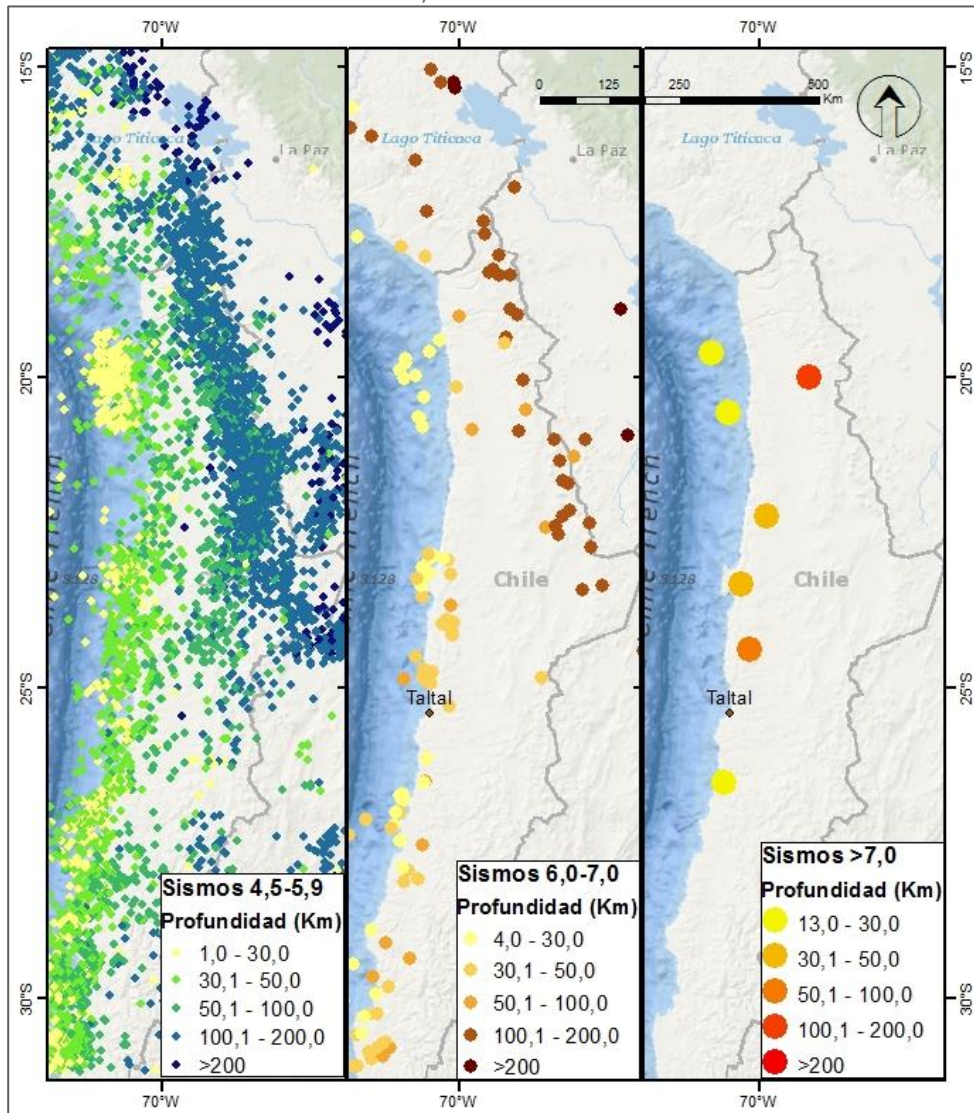 70°W 70°W 70°W
15°S 15°S
0 125 250 500
Km
Lago Titicaca Lago Titicaca Lago Titicaca
La Paz La Paz La Paz
20°S 20°S
Chile Trench
3128 3128
Chile Chile
25°S 25°S
Taltal Taltal
30°S 30°S
Sismos 4,5-5,9
Profundidad (Km)
1,0 - 30,0
30,1 - 50,0
50,1 - 100,0
100,1 - 200,0
>200
Sismos 6,0-7,0
Profundidad (Km)
4,0 - 30,0
30,1 - 50,0
50,1 - 100,0
100,1 - 200,0
>200
Sismos >7,0
Profundidad (Km)
13,0 - 30,0
30,1 - 50,0
50,1 - 100,0
100,1 - 200,0
>200
70°W 70°W 70°W